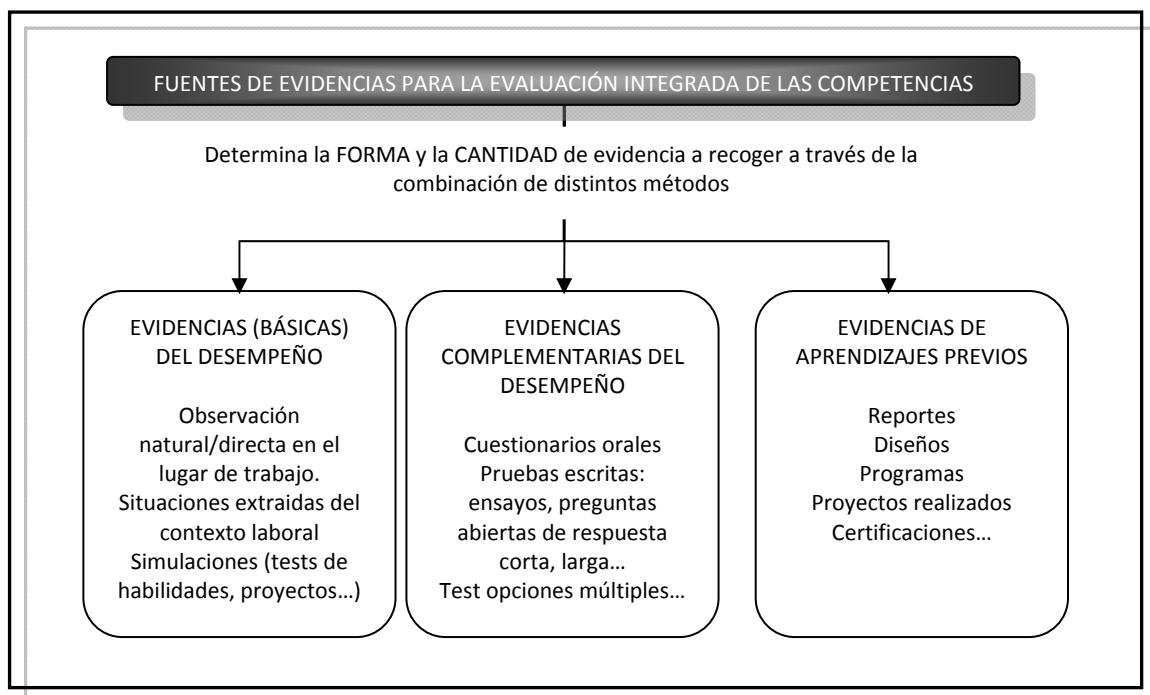 FUENTES DE EVIDENCIAS PARA LA EVALUACIÓN INTEGRADA DE LAS COMPETENCIAS
Determina la FORMA y la CANTIDAD de evidencia a recoger a través de la
combinación de distintos métodos
EVIDENCIAS (BÁSICAS)
DEL DESEMPEÑO
Observación
natural/directa en el
lugar de trabajo.
Situaciones extraidas del
contexto laboral
Simulaciones (tests de
habilidades, proyectos…)
EVIDENCIAS
COMPLEMENTARIAS DEL
DESEMPEÑO
Cuestionarios orales
Pruebas escritas:
ensayos, preguntas
abiertas de respuesta
corta, larga…
Test opciones múltiples…
EVIDENCIAS DE
APRENDIZAJES PREVIOS
Reportes
Diseños
Programas
Proyectos realizados
Certificaciones…